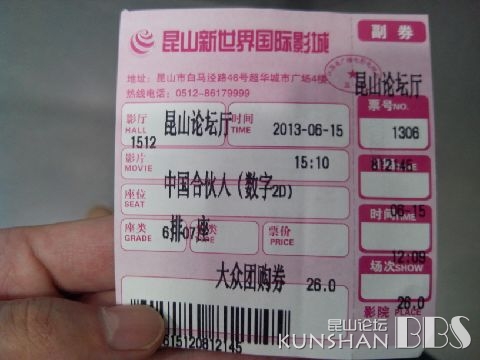 昆山新世界国际影城
副券
地址：昆山市白马泾路46号超华城市广场4楼
热线电话：0512-86179999
昆山论坛厅
影厅
HALL
昆山论坛厅
时间
TIME
2013-06-15
票号NO.
1306
1512
影片
MOVIE
15:10
中国合伙人（数字2D）
座位
SEAT
时间
TIME
06-15
座类
GRADE
排 座
票价
PRICE
12:09
场次SHOW
大众团购券 26.0
26.0
影院 PLACE
615120812145
昆山论坛
KUNSHAN BBS